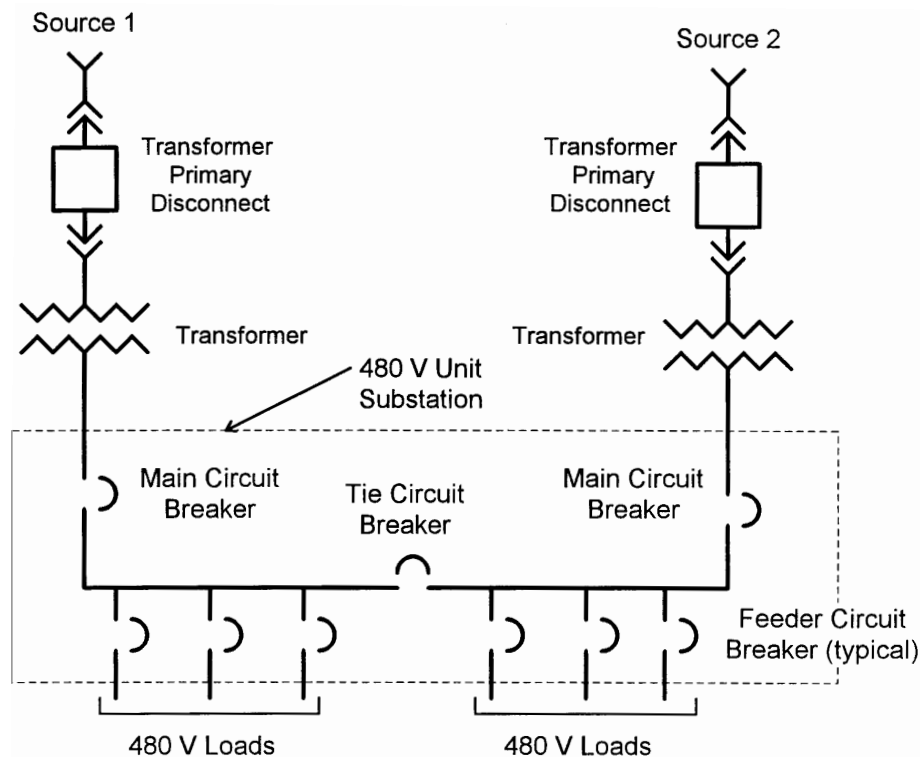 Source 1
Source 2
Transformer
Primary
Disconnect
Transformer
Primary
Disconnect
Transformer
Transformer
480 V Unit
Substation
Main Circuit
Breaker
Tie Circuit
Breaker
Main Circuit
Breaker
Feeder Circuit
Breaker (typical)
480 V Loads
480 V Loads